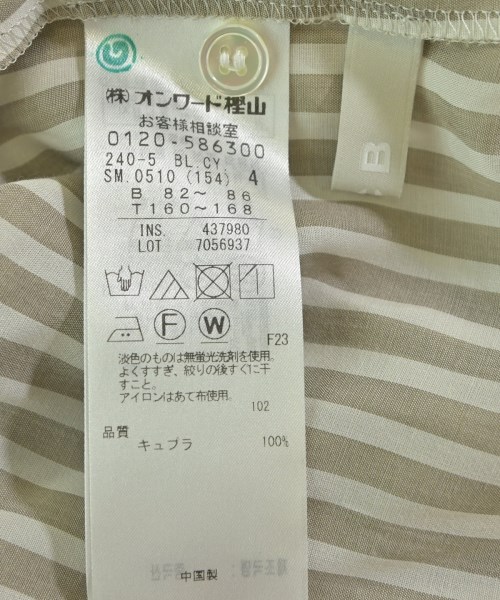 (株)オンワード樫山
お客様相談室
0120-586300
240-5 BL.CY
SM.0510 (154) 4
B 82～ 86
T 160～168
INS. 437980
LOT 7056937
F W
F23
淡色のものは無蛍光洗剤を使用。
よくすすぎ、絞りの後すぐに干
すこと。
アイロンはあて布使用。
102
品質
キュプラ 100%
中国製
B